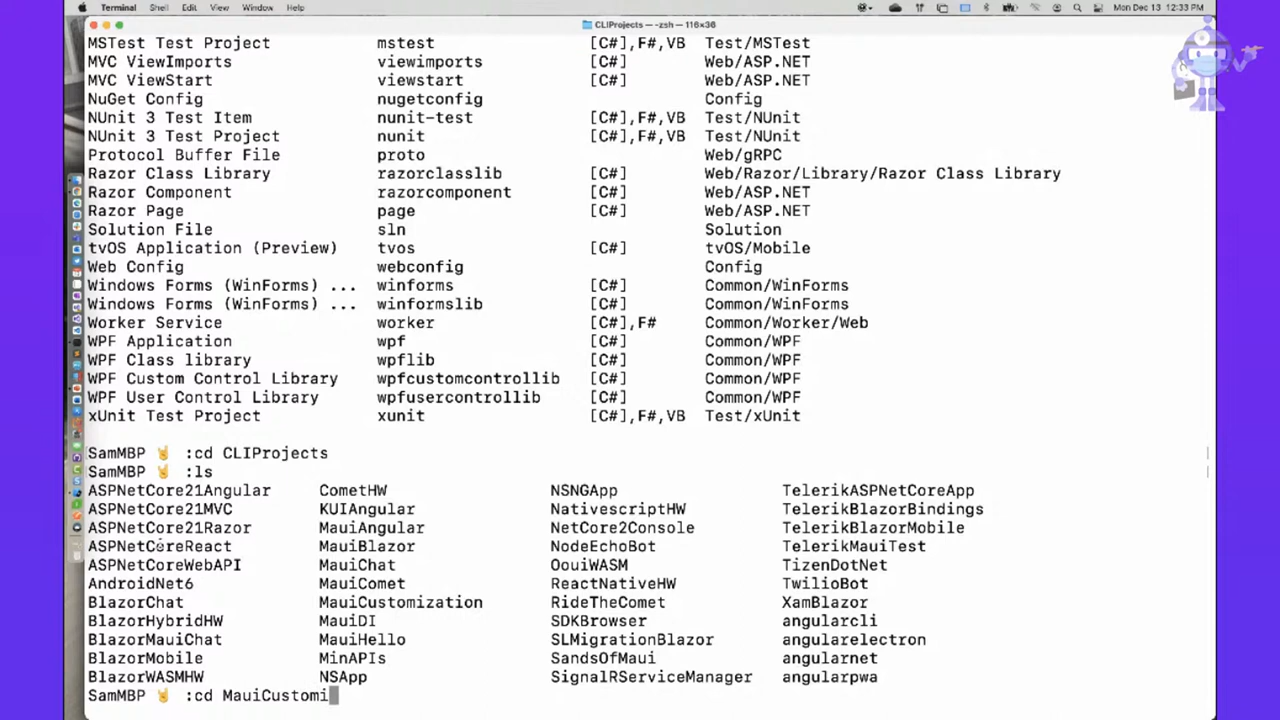 Terminal Shell Edit View Window Help Mon Dec 13 12:33 PM
CLIProjects — -zsh — 116×36
MSTest Test Project mstest [C#],F#,VB Test/MSTest
MVC ViewImports viewimports [C#] Web/ASP.NET
MVC ViewStart viewstart [C#] Web/ASP.NET
NuGet Config nugetconfig Config
NUnit 3 Test Item nunit-test [C#],F#,VB Test/NUnit
NUnit 3 Test Project nunit [C#],F#,VB Test/NUnit
Protocol Buffer File proto Web/gRPC
Razor Class Library razorclasslib [C#] Web/Razor/Library/Razor Class Library
Razor Component razorcomponent [C#] Web/ASP.NET
Razor Page page [C#] Web/ASP.NET
Solution File sln Solution
tvOS Application (Preview) tvos [C#] tvOS/Mobile
Web Config webconfig Config
Windows Forms (WinForms) ... winforms [C#] Common/WinForms
Windows Forms (WinForms) ... winformslib [C#] Common/WinForms
Worker Service worker [C#],F# Common/Worker/Web
WPF Application wpf [C#] Common/WPF
WPF Class library wpflib [C#] Common/WPF
WPF Custom Control Library wpfcustomcontrollib [C#] Common/WPF
WPF User Control Library wpfusercontrollib [C#] Common/WPF
xUnit Test Project xunit [C#],F#,VB Test/xUnit
SamMBP 🤘 :cd CLIProjects
SamMBP 🤘 :ls
ASPNetCore21Angular CometHW NSNGApp TelerikASPNetCoreApp
ASPNetCore21MVC KUIAngular NativescriptHW TelerikBlazorBindings
ASPNetCore21Razor MauiAngular NetCore2Console TelerikBlazorMobile
ASPNetCoreReact MauiBlazor NodeEchoBot TelerikMauiTest
ASPNetCoreWebAPI MauiChat OouiWASM TizenDotNet
AndroidNet6 MauiComet ReactNativeHW TwilioBot
BlazorChat MauiCustomization RideTheComet XamBlazor
BlazorHybridHW MauiDI SDKBrowser angularcli
BlazorMauiChat MauiHello SLMigrationBlazor angularelectron
BlazorMobile MinAPIs SandsOfMaui angularnet
BlazorWASMHW NSApp SignalRServiceManager angularpwa
SamMBP 🤘 :cd MauiCustomi